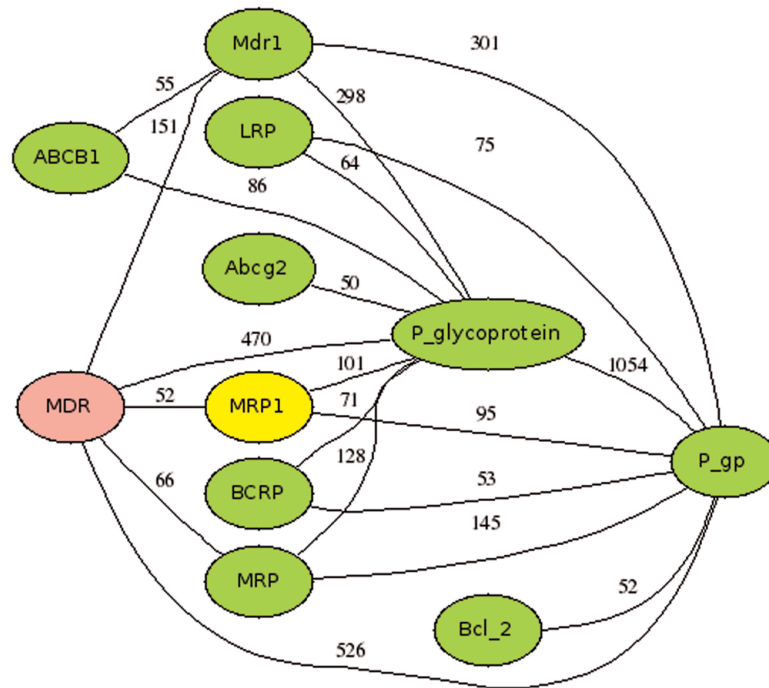 Mdr1
301
55
298
151
LRP
75
ABCB1
64
86
Abcg2
50
P_glycoprotein
470
101
1054
MDR
52
MRP1
71
95
BCRP
128
P_gp
66
53
MRP
145
Bcl_2
52
526